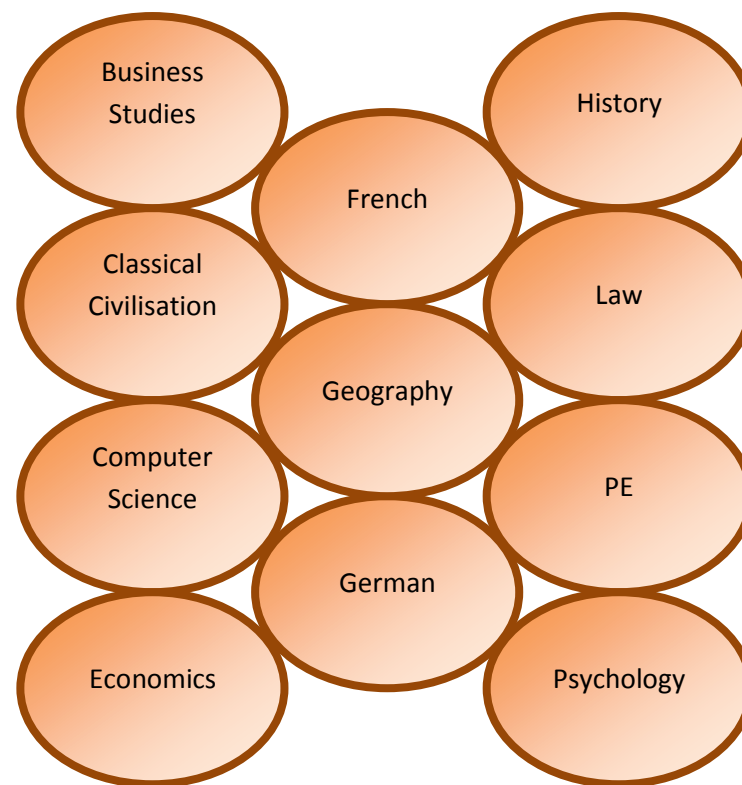 Business
Studies
Classical
Civilisation
Computer
Science
Economics
French
Geography
German
History
Law
PE
Psychology